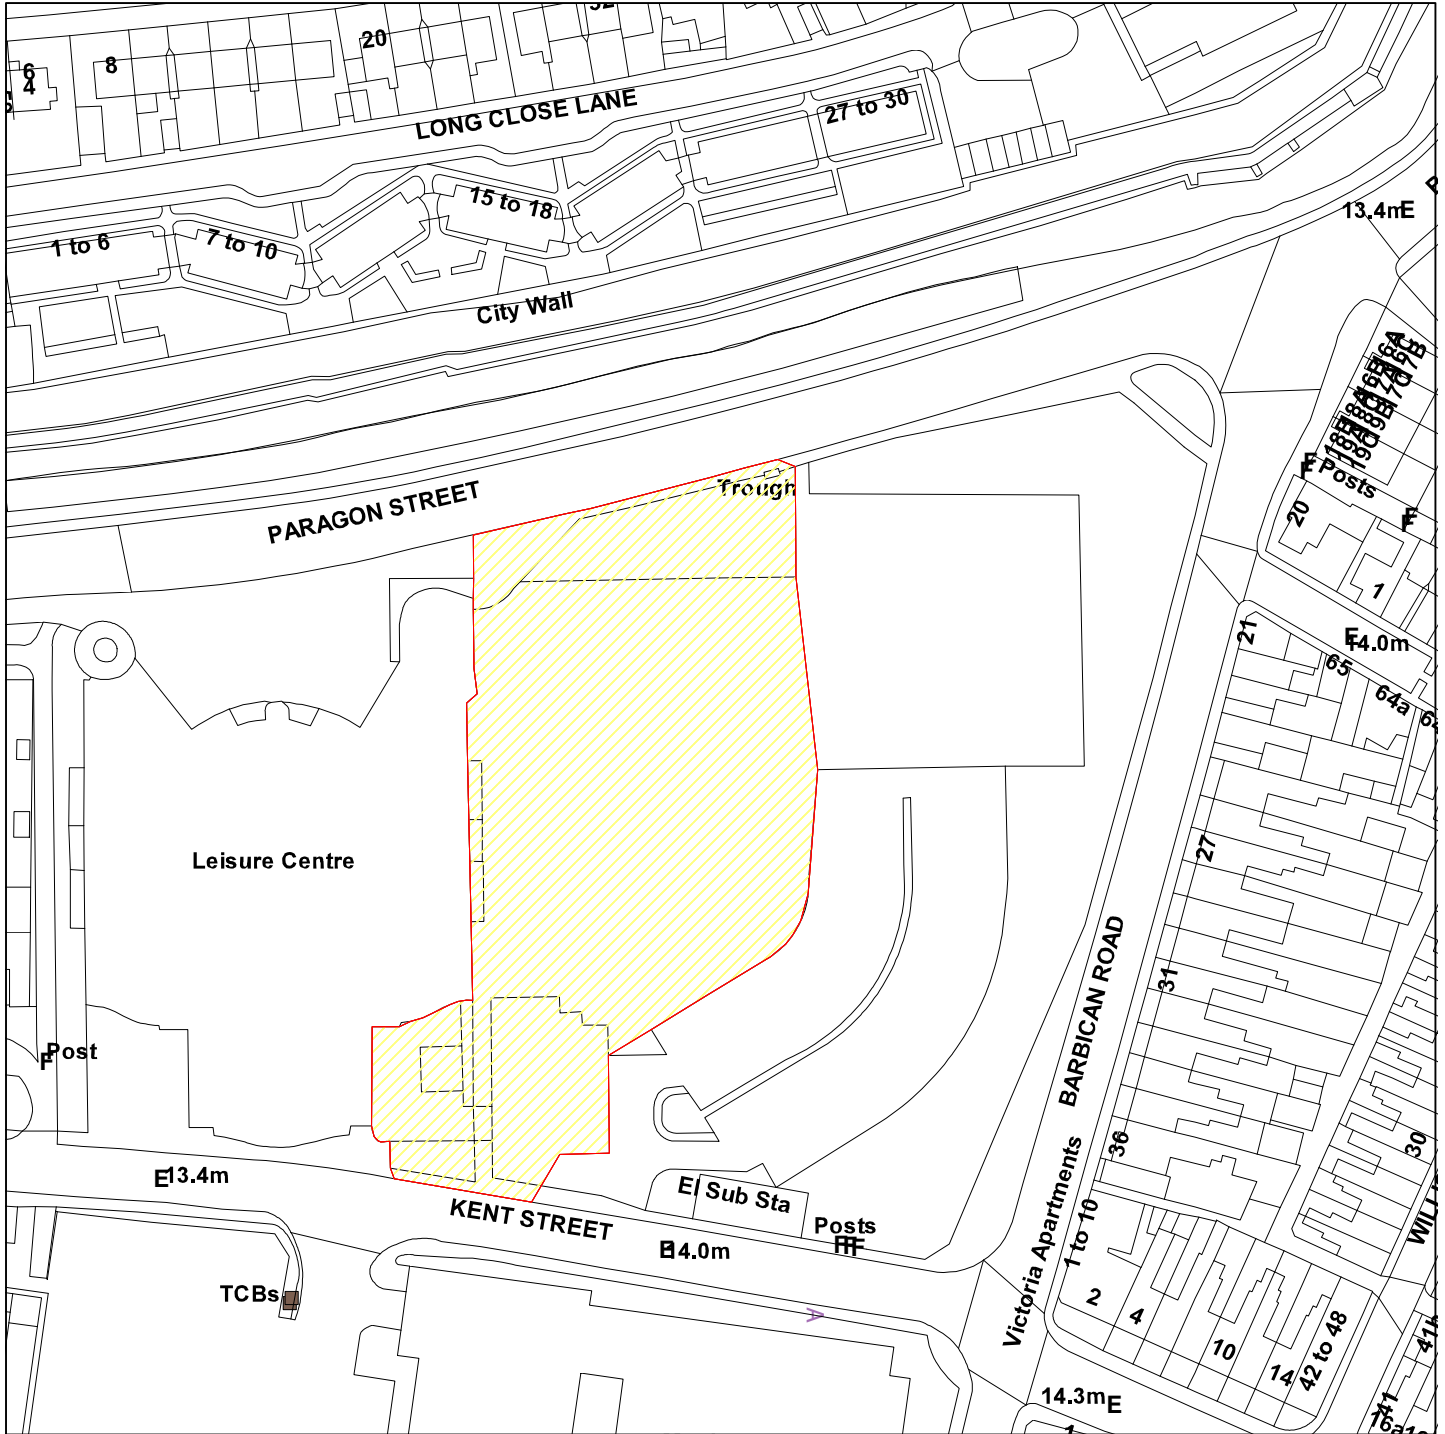 20
8
6
4
LONG CLOSE LANE
27 to 30
15 to 18
1 to 6
7 to 10
City Wall
13.4m
PARAGON STREET
Trough
Posts
20
1
21
14.0m
65
64a
Leisure Centre
27
31
BARBICAN ROAD
Post
36
30
13.4m
KENT STREET
El Sub Sta
Posts
14.0m
Victoria Apartments
1 to 10
TCBs
2
4
10
14
42 to 48
14.3m
41
A